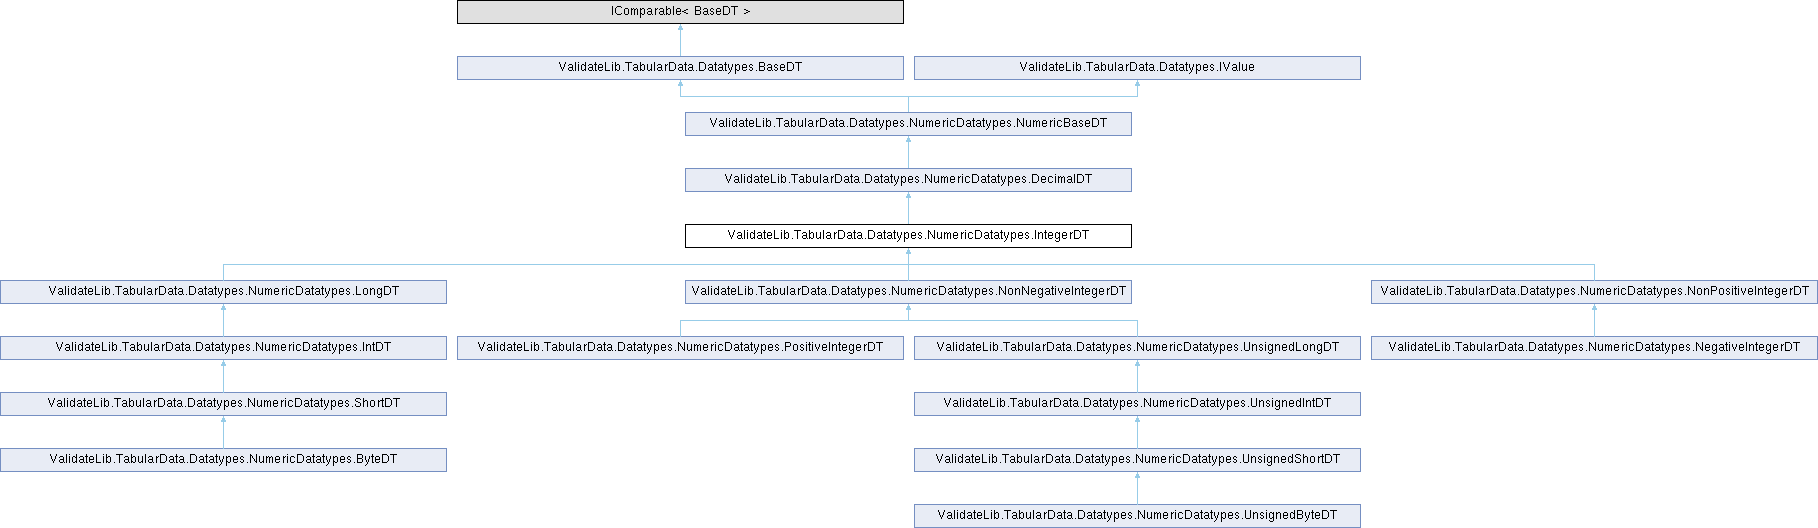 IComparable< BaseDT >
ValidateLib.TabularData.Datatypes.BaseDT
ValidateLib.TabularData.Datatypes.IValue
ValidateLib.TabularData.Datatypes.NumericDatatypes.NumericBaseDT
ValidateLib.TabularData.Datatypes.NumericDatatypes.DecimalDT
ValidateLib.TabularData.Datatypes.NumericDatatypes.IntegerDT
ValidateLib.TabularData.Datatypes.NumericDatatypes.LongDT
ValidateLib.TabularData.Datatypes.NumericDatatypes.NonNegativeIntegerDT
ValidateLib.TabularData.Datatypes.NumericDatatypes.NonPositiveIntegerDT
ValidateLib.TabularData.Datatypes.NumericDatatypes.IntDT
ValidateLib.TabularData.Datatypes.NumericDatatypes.PositiveIntegerDT
ValidateLib.TabularData.Datatypes.NumericDatatypes.UnsignedLongDT
ValidateLib.TabularData.Datatypes.NumericDatatypes.NegativeIntegerDT
ValidateLib.TabularData.Datatypes.NumericDatatypes.ShortDT
ValidateLib.TabularData.Datatypes.NumericDatatypes.UnsignedIntDT
ValidateLib.TabularData.Datatypes.NumericDatatypes.ByteDT
ValidateLib.TabularData.Datatypes.NumericDatatypes.UnsignedShortDT
ValidateLib.TabularData.Datatypes.NumericDatatypes.UnsignedByteDT